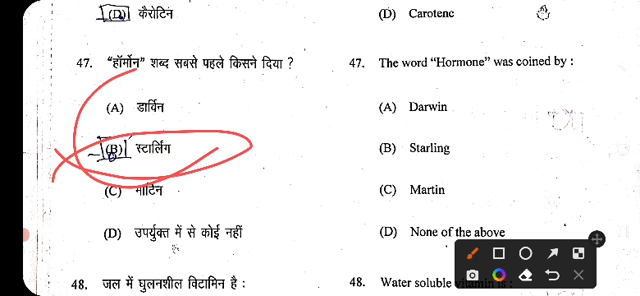 (D) कैरोटिन
(D) Carotene
47. "हॉर्मोन" शब्द सबसे पहले किसने दिया ?
47. The word "Hormone" was coined by :
(A) डार्विन
(A) Darwin
(B) स्टार्लिंग
(B) Starling
(C) मार्टिन
(C) Martin
(D) उपर्युक्त में से कोई नहीं
(D) None of the above
48. जल में घुलनशील विटामिन है :
48. Water soluble